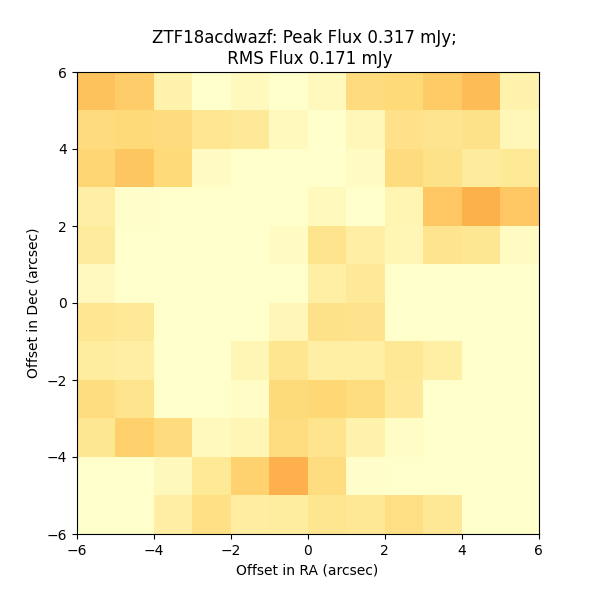 ZTF18acdwazf: Peak Flux 0.317 mJy;
RMS Flux 0.171 mJy
6
4
2
0
−2
−4
−6
Offset in Dec (arcsec)
−6 −4 −2 0 2 4 6
Offset in RA (arcsec)